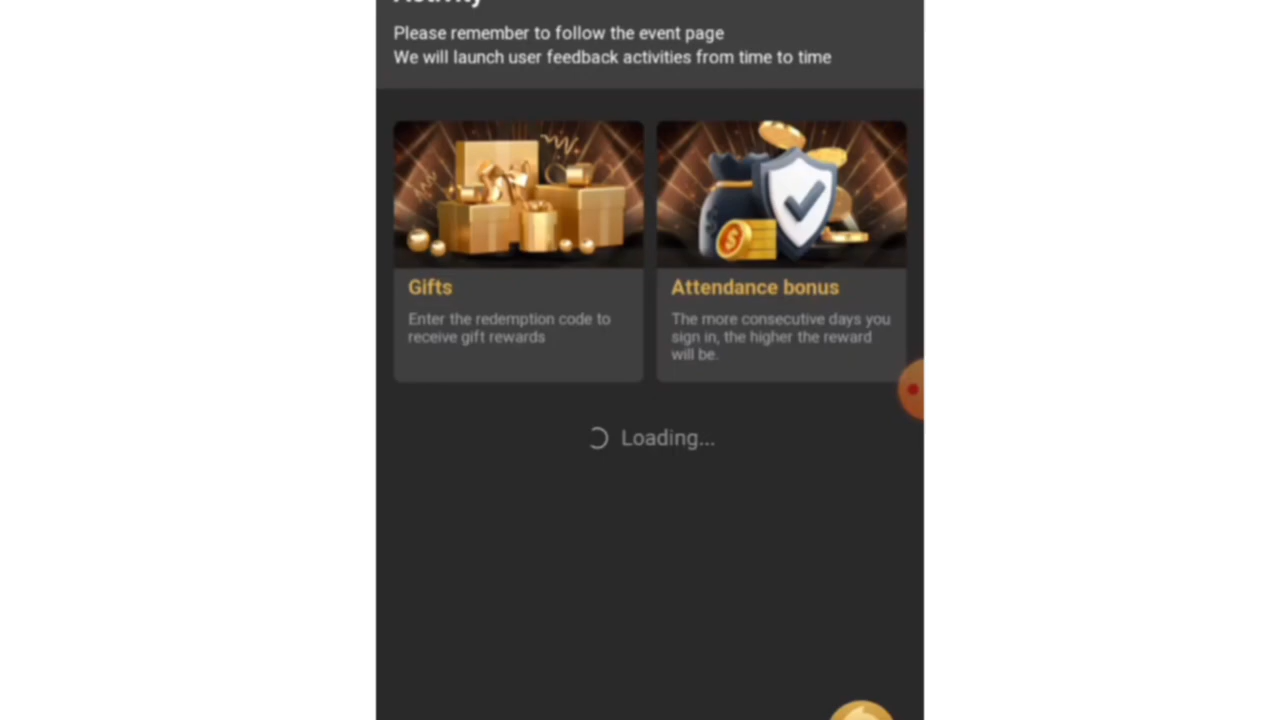 Activity
Please remember to follow the event page
We will launch user feedback activities from time to time
Gifts
Enter the redemption code to
receive gift rewards
Attendance bonus
The more consecutive days you
sign in, the higher the reward
will be.
Loading...